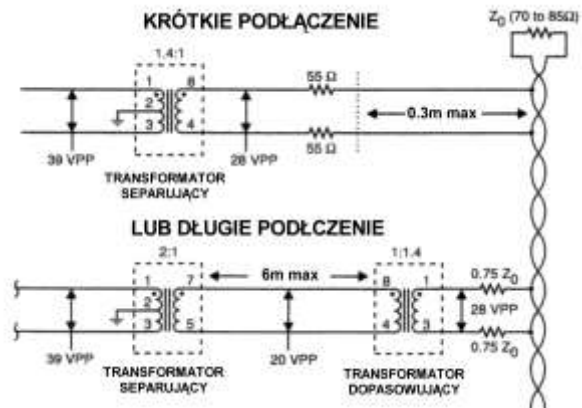 KRÓTKIE PODŁĄCZENIE
Z0 (70 to 85Ω)
1.4:1
1
8
55 Ω
2
0.3m max
3
4
55 Ω
39 VPP
28 VPP
TRANSFORMATOR
SEPARUJĄCY
LUB DŁUGIE PODŁCZENIE
2:1
1:1.4
6m max
1
7
8
1
0.75 Z0
2
28 VPP
3
5
4
3
0.75 Z0
39 VPP
20 VPP
TRANSFORMATOR
SEPARUJĄCY
TRANSFORMATOR
DOPASOWUJĄCY